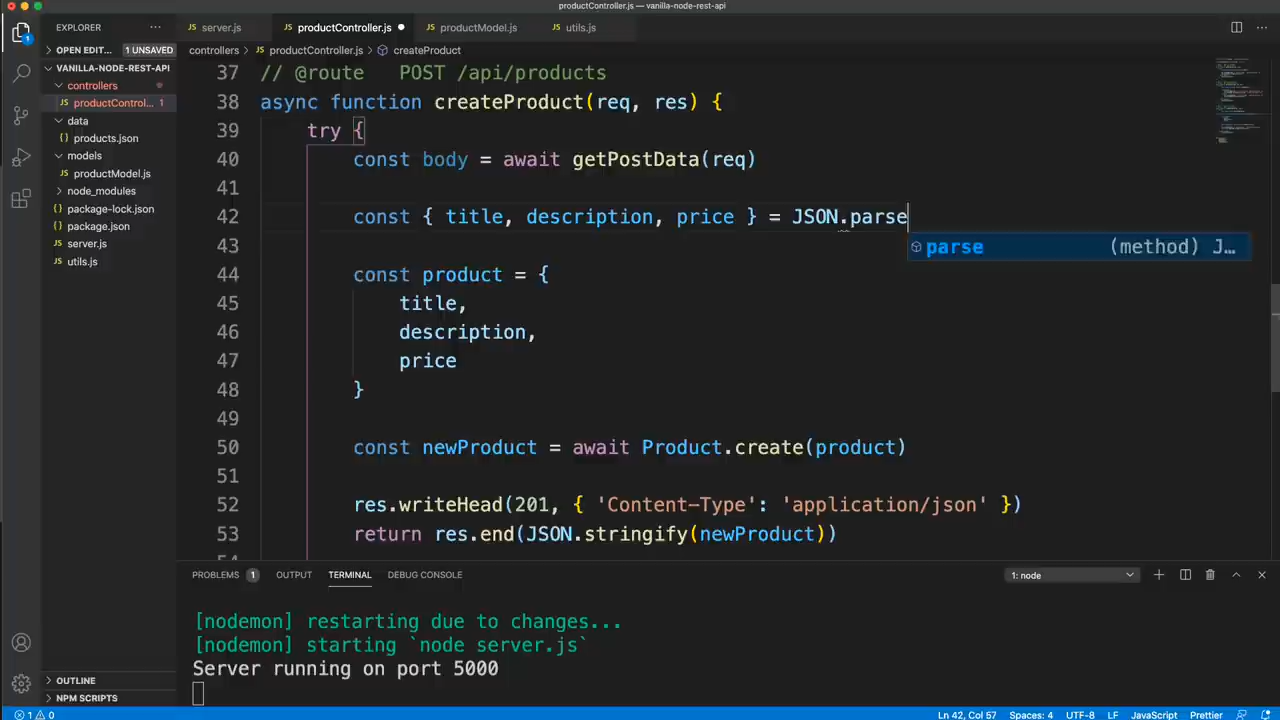 productController.js — vanilla-node-rest-api
EXPLORER ···
server.js
productController.js
productModel.js
utils.js
OPEN EDIT... 1 UNSAVED
controllers > JS productController.js > createProduct
VANILLA-NODE-REST-API
controllers
JS productControl... 1
data
products.json
models
JS productModel.js
node_modules
{} package-lock.json
{} package.json
JS server.js
JS utils.js
OUTLINE
NPM SCRIPTS
37 // @route POST /api/products
38 async function createProduct(req, res) {
39 try {
40 const body = await getPostData(req)
41
42 const { title, description, price } = JSON.parse
parse (method) J…
43
44 const product = {
45 title,
46 description,
47 price
48 }
49
50 const newProduct = await Product.create(product)
51
52 res.writeHead(201, { 'Content-Type': 'application/json' })
53 return res.end(JSON.stringify(newProduct))
PROBLEMS 1 OUTPUT TERMINAL DEBUG CONSOLE 1: node
[nodemon] restarting due to changes...
[nodemon] starting `node server.js`
Server running on port 5000
1 0 Ln 42, Col 57 Spaces: 4 UTF-8 LF JavaScript Prettier